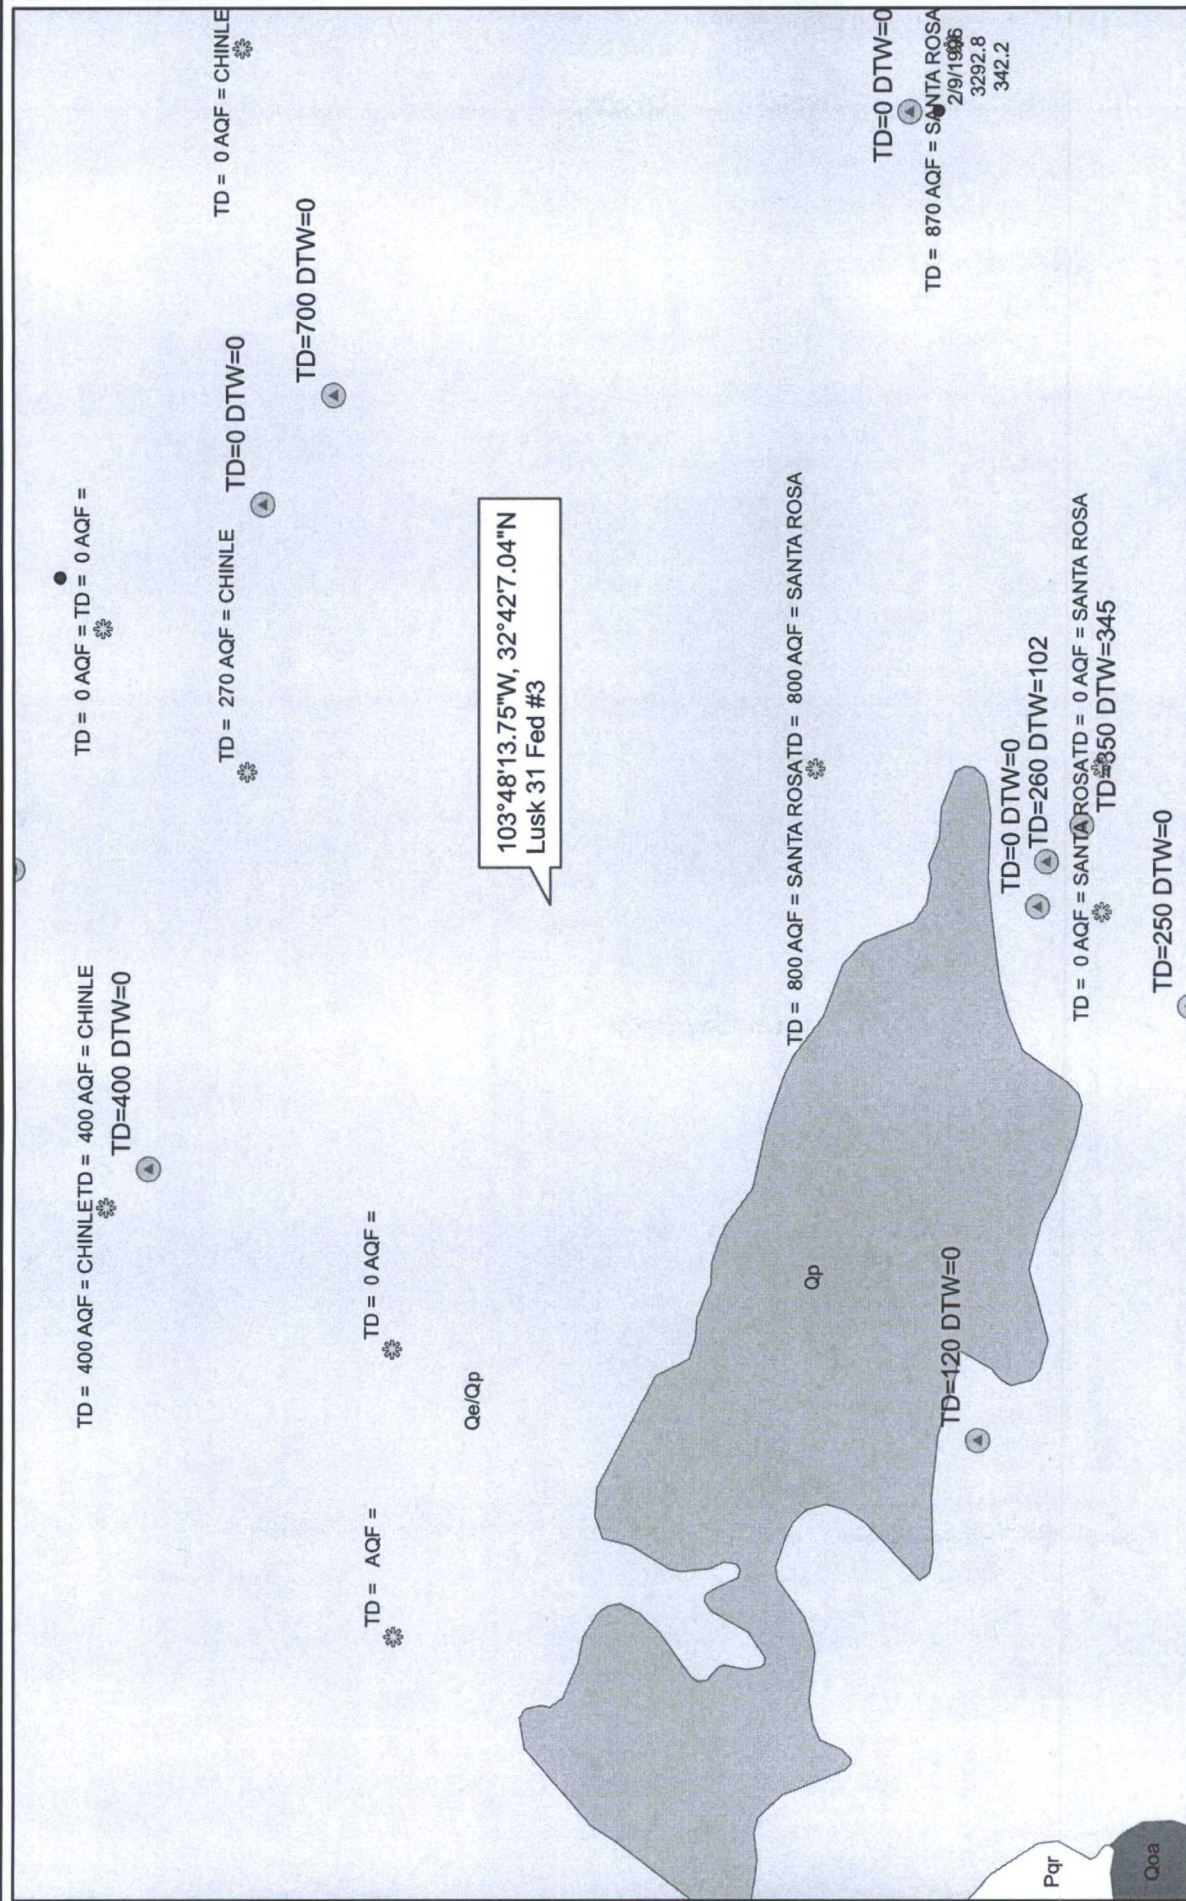 TD = 400 AQF = CHINLETD = 400 AQF = CHINLE
TD=400 DTW=0
TD = 0 AQF = TD = 0 AQF =
TD = 0 AQF = CHINLE
TD = 270 AQF = CHINLE
TD=0 DTW=0
TD=700 DTW=0
TD = AQF =
TD = 0 AQF =
Qe/Qp
103°48'13.75"W, 32°42'7.04"N
Lusk 31 Fed #3
TD = 800 AQF = SANTA ROSATD = 800 AQF = SANTA ROSA
Qp
TD=0 DTW=0
TD = 870 AQF = SANTA ROSA
2/9/1996
3292.8
342.2
TD=120 DTW=0
TD=0 DTW=0
TD=260 DTW=102
TD = 0 AQF = SANTA ROSATD = 0 AQF = SANTA ROSA
TD=350 DTW=345
TD=250 DTW=0
Pqr
Qoa